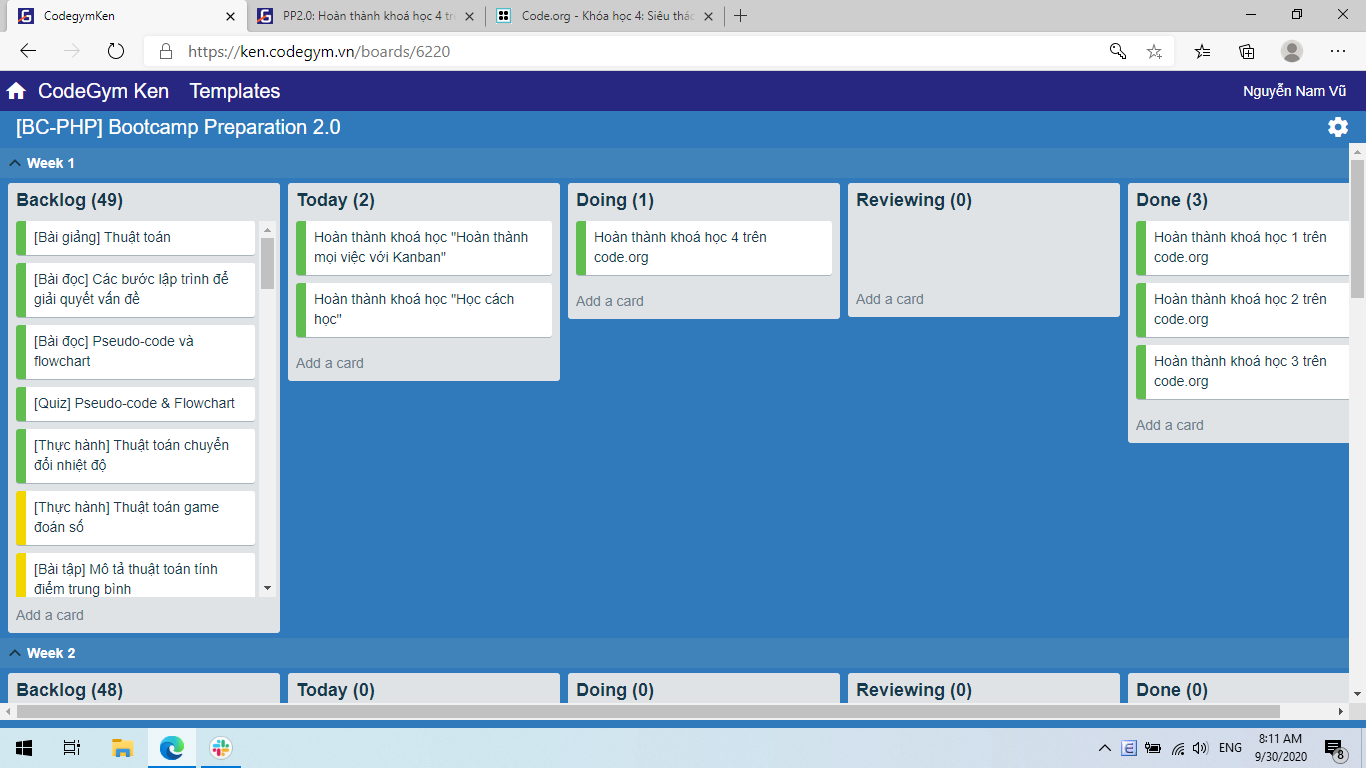 CodegymKen
PP2.0: Hoàn thành khoá học 4 tr
Code.org - Khóa học 4: Siêu thác
https://ken.codegym.vn/boards/6220
CodeGym Ken
Templates
Nguyễn Nam Vũ
[BC-PHP] Bootcamp Preparation 2.0
Week 1
Backlog (49)
[Bài giảng] Thuật toán
[Bài đọc] Các bước lập trình để
giải quyết vấn đề
[Bài đọc] Pseudo-code và
flowchart
[Quiz] Pseudo-code & Flowchart
[Thực hành] Thuật toán chuyển
đổi nhiệt độ
[Thực hành] Thuật toán game
đoán số
[Bài tập] Mô tả thuật toán tính
điểm trung bình
Add a card
Today (2)
Hoàn thành khoá học "Hoàn thành
mọi việc với Kanban"
Hoàn thành khoá học "Học cách
học"
Add a card
Doing (1)
Hoàn thành khoá học 4 trên
code.org
Add a card
Reviewing (0)
Add a card
Done (3)
Hoàn thành khoá học 1 trên
code.org
Hoàn thành khoá học 2 trên
code.org
Hoàn thành khoá học 3 trên
code.org
Add a card
Week 2
Backlog (48)
Today (0)
Doing (0)
Reviewing (0)
Done (0)
ENG
8:11 AM
9/30/2020
8